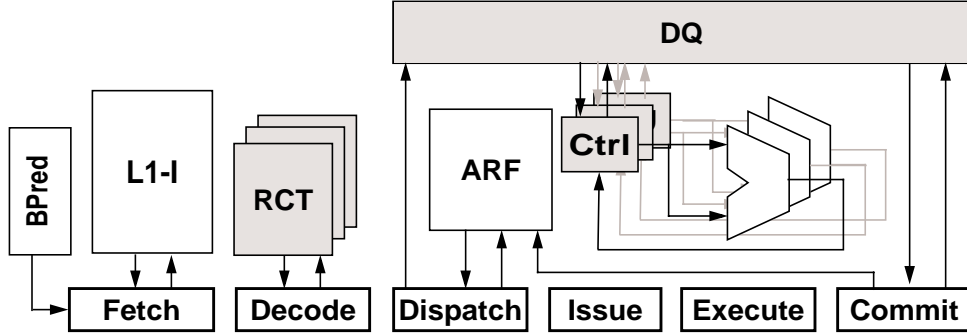 DQ
BPred
L1-I
RCT
ARF
Ctrl
Fetch
Decode
Dispatch
Issue
Execute
Commit